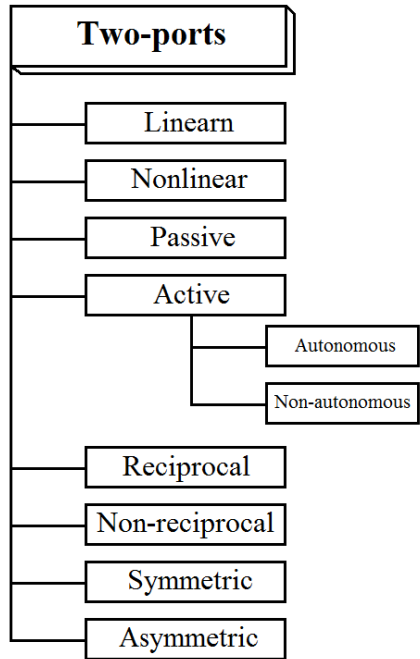 Two-ports
Linearn
Nonlinear
Passive
Active
Autonomous
Non-autonomous
Reciprocal
Non-reciprocal
Symmetric
Asymmetric